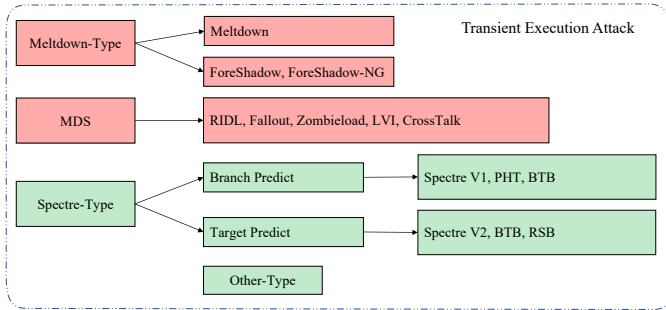 Transient Execution Attack
Meltdown-Type
Meltdown
ForeShadow, ForeShadow-NG
MDS
RIDL, Fallout, Zombieload, LVI, CrossTalk
Spectre-Type
Branch Predict
Spectre V1, PHT, BTB
Target Predict
Spectre V2, BTB, RSB
Other-Type